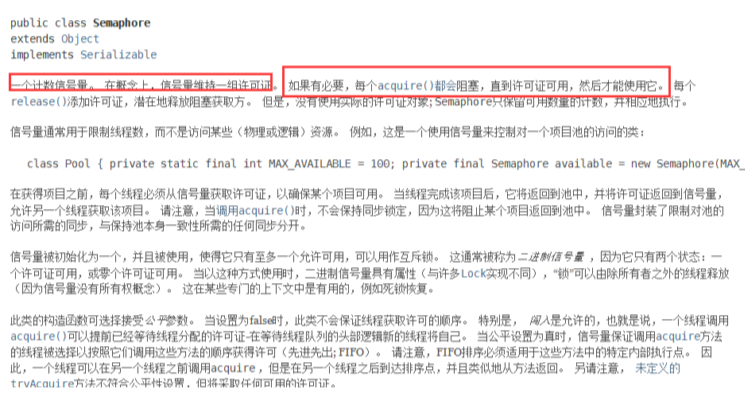 public class Semaphore
extends Object
implements Serializable
一个计数信号量。 在概念上，信号量维持一组许可证。 如果有必要，每个acquire()都会阻塞，直到许可证可用，然后才能使用它。 每个
release()添加许可证，潜在地释放阻塞获取方。 但是，没有使用实际的许可证对象; Semaphore只保留可用数量的计数，并相应地执行。
信号量通常用于限制线程数，而不是访问某些（物理或逻辑）资源。 例如，这是一个使用信号量来控制对一个项目池的访问的类：
class Pool { private static final int MAX_AVAILABLE = 100; private final Semaphore available = new Semaphore(MAX_
在获得项目之前，每个线程必须从信号量获取许可证，以确保某个项目可用。 当线程完成该项目后，它将返回到池中，并将许可证返回到信号量，
允许另一个线程获取该项目。 请注意，当调用acquire()时，不会保持同步锁定，因为这将阻止某个项目返回到池中。 信号量封装了限制对池的
访问所需的同步，与保持池本身一致性所需的任何同步分开。
信号量被初始化为一个，并且被使用，使得它只有至多一个允许可用，可以用作互斥锁。 这通常被称为二进制信号量 ，因为它只有两个状态：一
个许可证可用，或零个许可证可用。 当以这种方式使用时，二进制信号量具有属性（与许多Lock实现不同），“锁”可以由除所有者之外的线程释放
（因为信号量没有所有权概念）。 这在某些专门的上下文中是有用的，例如死锁恢复。
此类的构造函数可选择接受公平参数。 当设置为false时，此类不会保证线程获取许可的顺序。 特别是， 闯入是允许的，也就是说，一个线程调用
acquire()可以提前已经等待线程分配的许可证-在等待线程队列的头部逻辑新的线程将自己。 当公平设置为真时，信号量保证调用acquire方法
的线程被选择以按照它们调用这些方法的顺序获得许可（先进先出; FIFO）。 请注意，FIFO排序必须适用于这些方法中的特定内部执行点。 因
此，一个线程可以在另一个线程之前调用acquire ，但是在另一个线程之后到达排序点，并且类似地从方法返回。 另请注意， 未定义的
tryAcquire方法不符合公平性设置，但将采取任何可用的许可证。